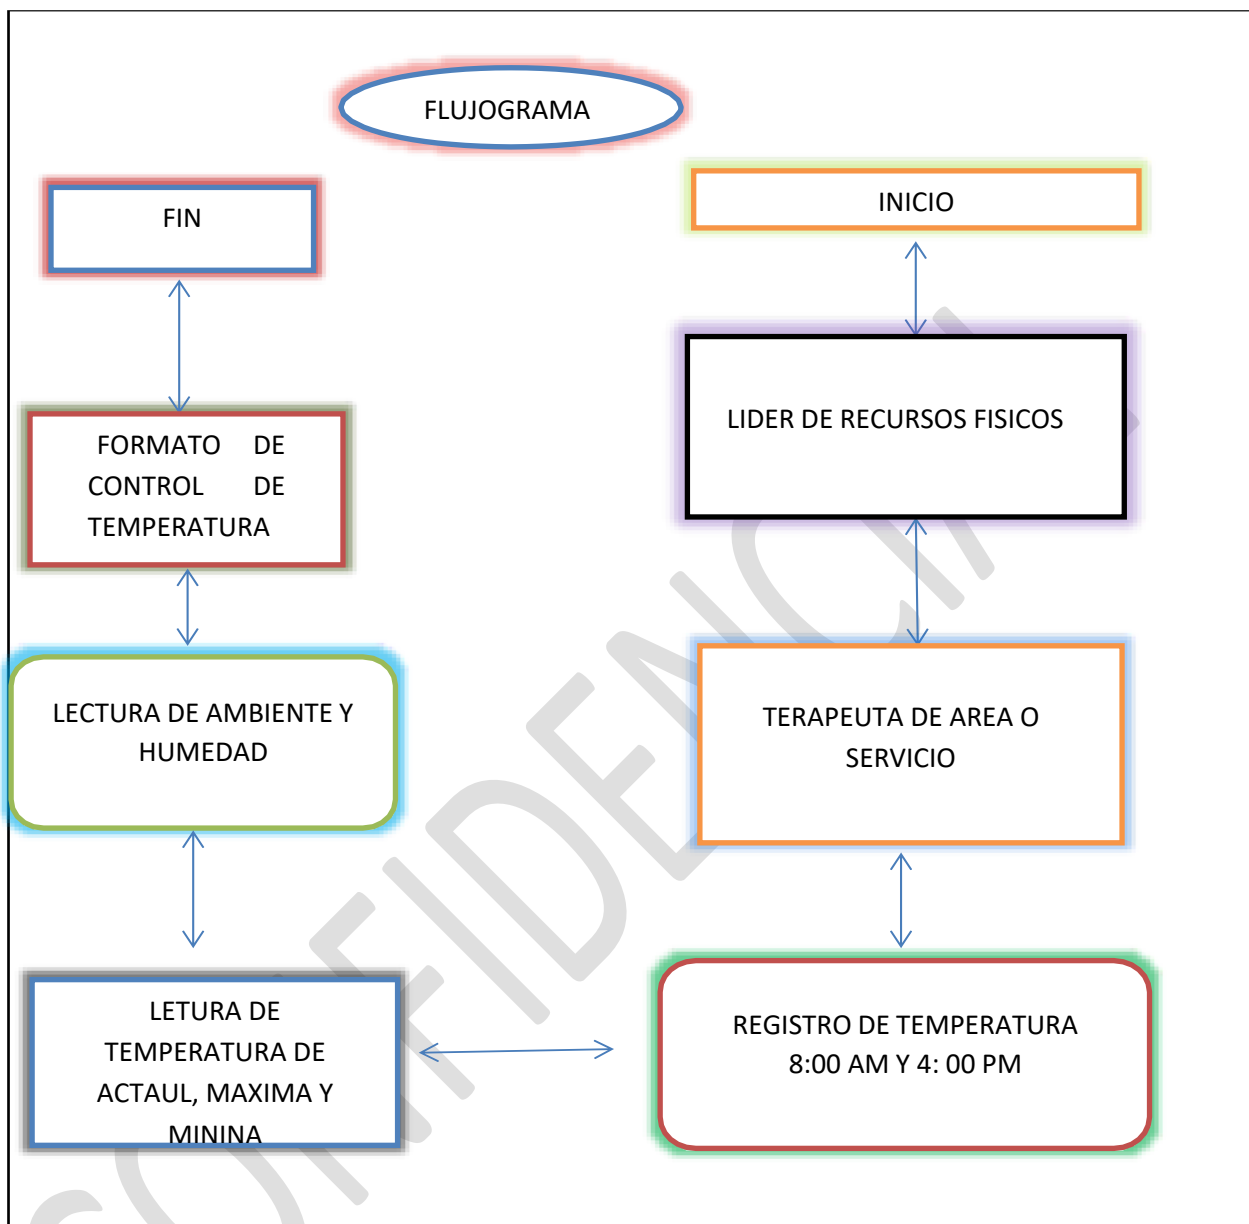 FLUJOGRAMA
FIN
INICIO
LIDER DE RECURSOS FISICOS
FORMATO DE
CONTROL DE
TEMPERATURA
LECTURA DE AMBIENTE Y
HUMEDAD
TERAPEUTA DE AREA O
SERVICIO
LETURA DE
TEMPERATURA DE
ACTAUL, MAXIMA Y
MININA
REGISTRO DE TEMPERATURA
8:00 AM Y 4: 00 PM
CONFIDENCIAL